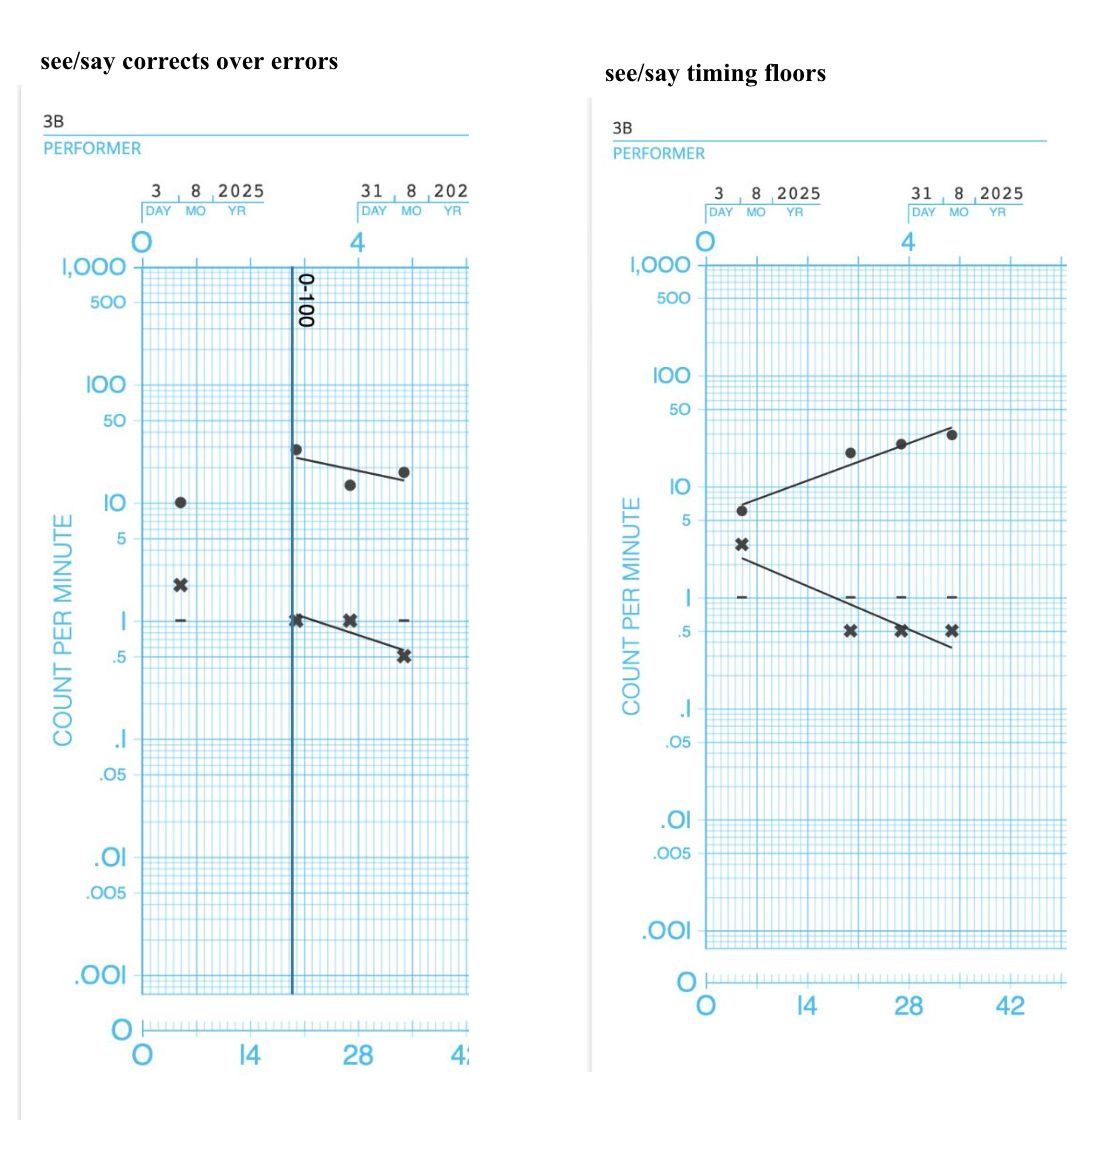 see/say corrects over errors
3B
PERFORMER
3 8 2025 31 8 202
DAY MO YR DAY MO YR
0 4
1,000
0-100
500
100
50
10
5
1
.5
.1
.05
.01
.005
.001
0
0 14 28 42
COUNT PER MINUTE
see/say timing floors
3B
PERFORMER
3 8 2025 31 8 2025
DAY MO YR DAY MO YR
0 4
1,000
500
100
50
10
5
1
.5
.1
.05
.01
.005
.001
0
0 14 28 42
COUNT PER MINUTE